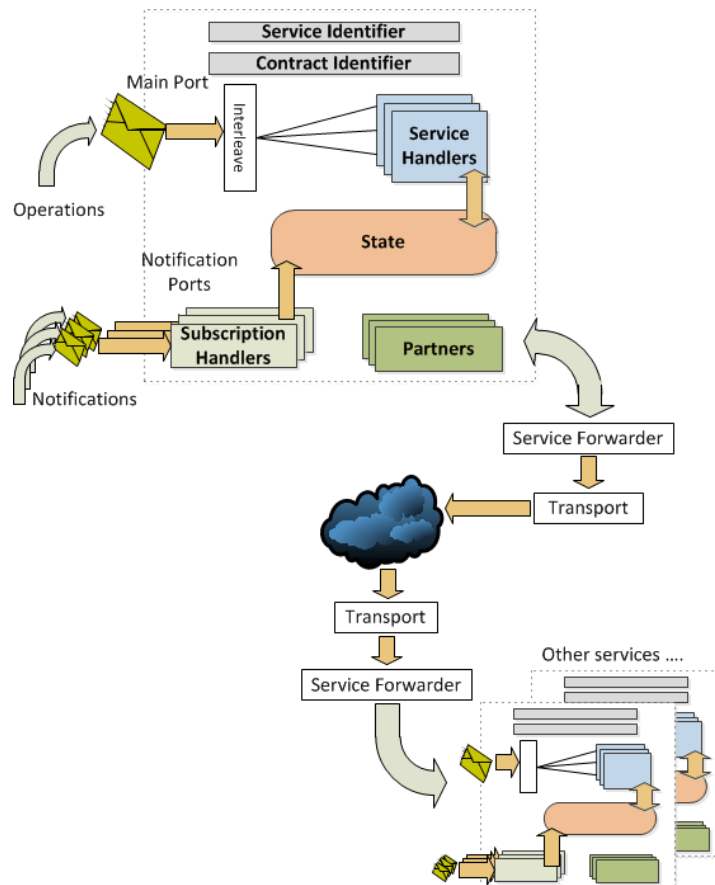 Service Identifier
Contract Identifier
Main Port
Interleave
Service
Handlers
Operations
State
Notification
Ports
Subscription
Handlers
Partners
Notifications
Service Forwarder
Transport
Transport
Other services ....
Service Forwarder